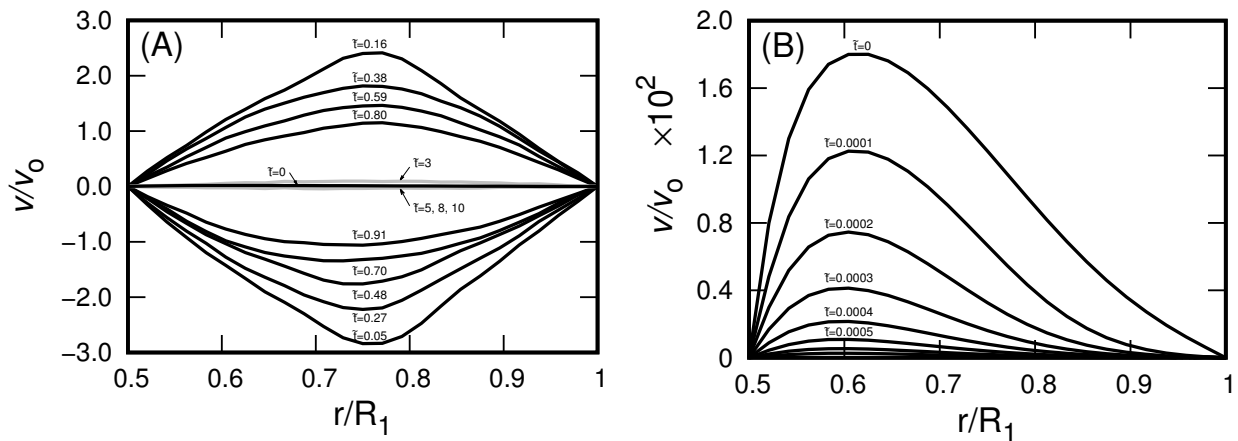 (A)
3.0
2.0
1.0
0.0
−1.0
−2.0
−3.0
v/v₀
t̃=0.16
t̃=0.38
t̃=0.59
t̃=0.80
t̃=0
t̃=3
t̃=5, 8, 10
t̃=0.91
t̃=0.70
t̃=0.48
t̃=0.27
t̃=0.05
0.5 0.6 0.7 0.8 0.9 1
r/R₁
(B)
2.0
1.6
1.2
0.8
0.4
0
v/v₀ ×10²
t̃=0
t̃=0.0001
t̃=0.0002
t̃=0.0003
t̃=0.0004
t̃=0.0005
0.5 0.6 0.7 0.8 0.9 1
r/R₁